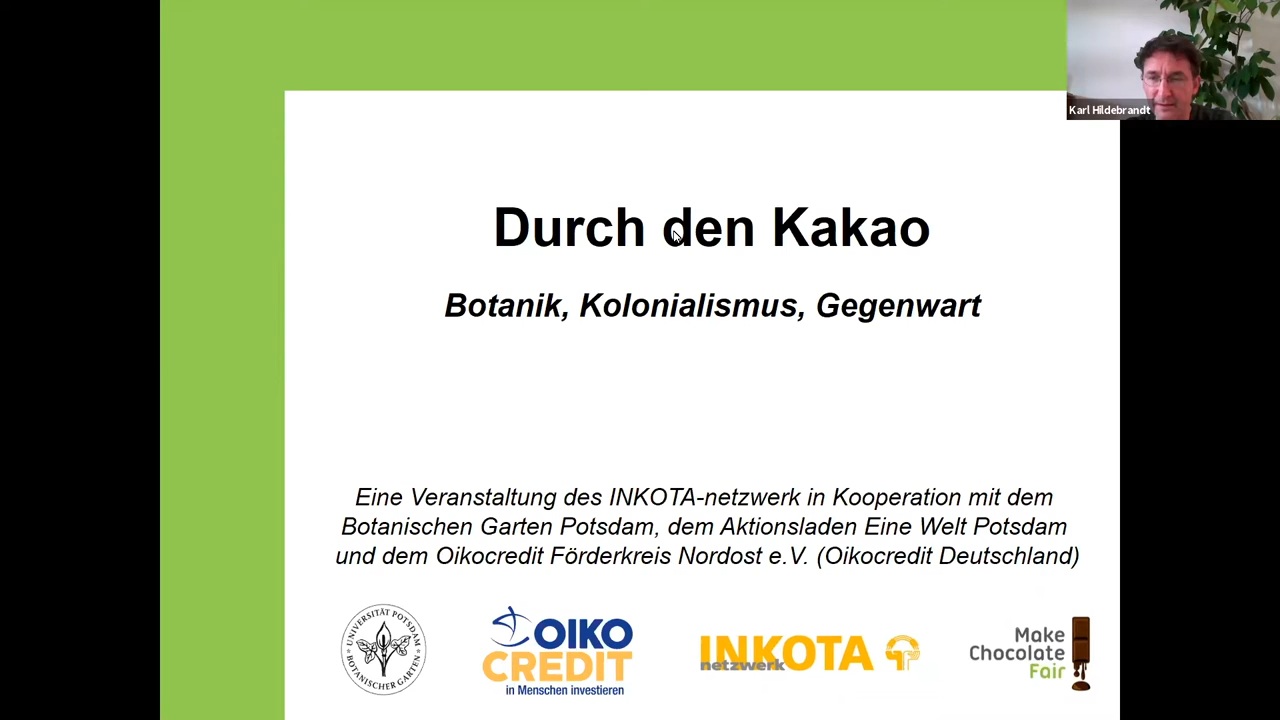 Karl Hildebrandt
Durch den Kakao
Botanik, Kolonialismus, Gegenwart
Eine Veranstaltung des INKOTA-netzwerk in Kooperation mit dem
Botanischen Garten Potsdam, dem Aktionsladen Eine Welt Potsdam
und dem Oikocredit Förderkreis Nordost e.V. (Oikocredit Deutschland)
UNIVERSITÄT POTSDAM
BOTANISCHER GARTEN
OIKO
CREDIT
in Menschen investieren
INKOTA
netzwerk
Make
Chocolate
Fair